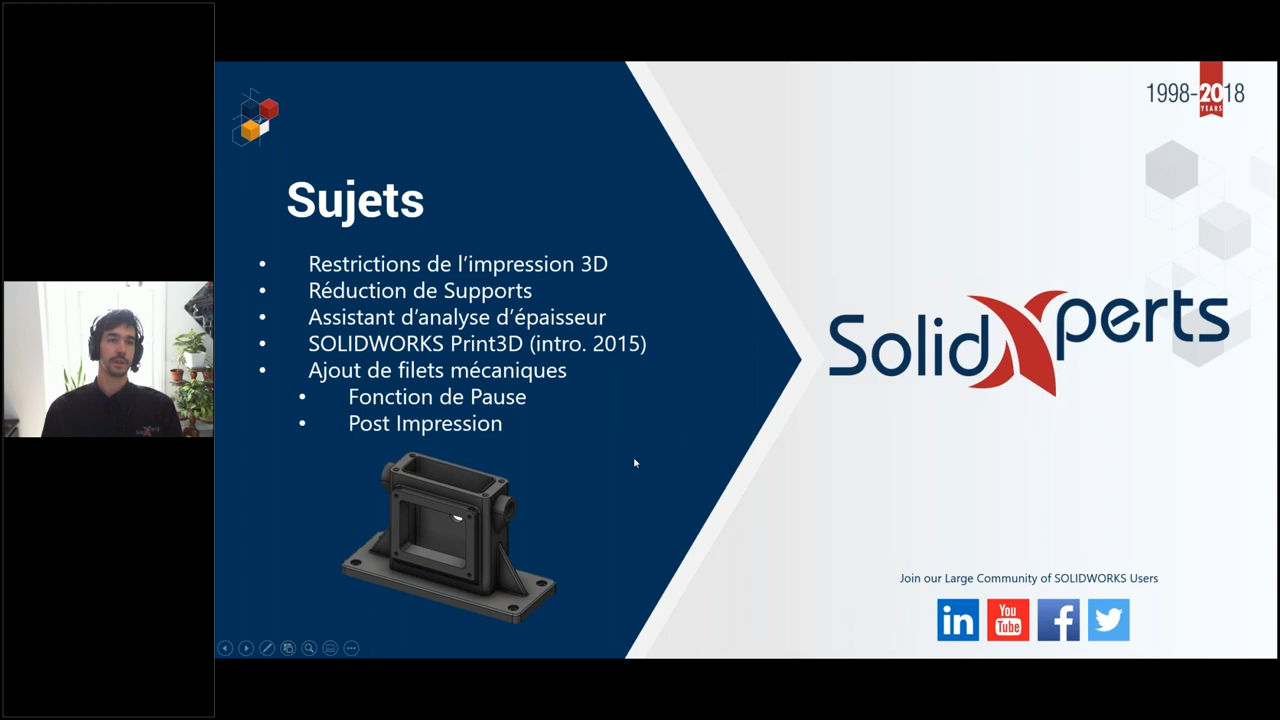 1998-2018
YEARS
Sujets
• Restrictions de l'impression 3D
• Réduction de Supports
• Assistant d'analyse d'épaisseur
• SOLIDWORKS Print3D (intro. 2015)
• Ajout de filets mécaniques
• Fonction de Pause
• Post Impression
SolidXperts
Join our Large Community of SOLIDWORKS Users
in
You
Tube
f